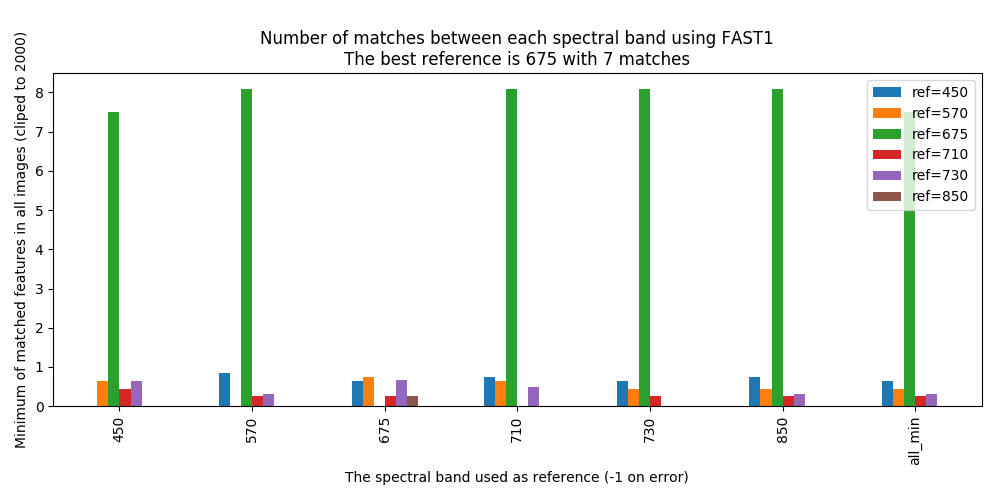 Number of matches between each spectral band using FAST1
The best reference is 675 with 7 matches
Minimum of matched features in all images (cliped to 2000)
8
7
6
5
4
3
2
1
0
ref=450
ref=570
ref=675
ref=710
ref=730
ref=850
450
570
675
710
730
850
all_min
The spectral band used as reference (-1 on error)